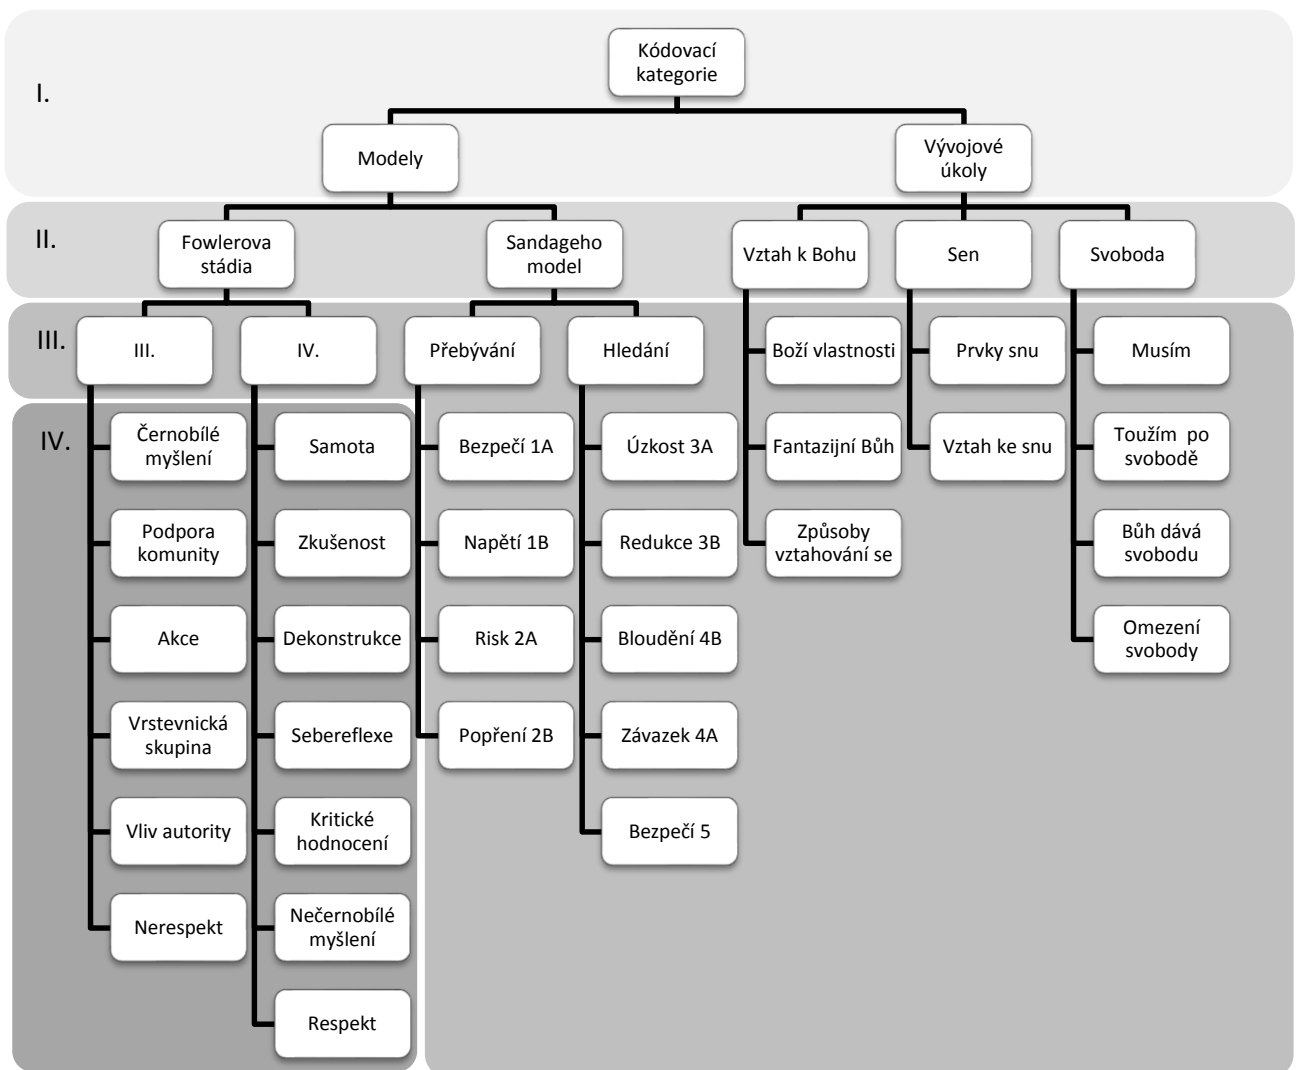 Kódovací
kategorie
I.
Modely
Vývojové
úkoly
II.
Fowlerova
stádia
Sandageho
model
Vztah k Bohu
Sen
Svoboda
III.
III.
IV.
Přebývání
Hledání
Boží vlastnosti
Prvky snu
Musím
IV.
Černobílé
myšlení
Samota
Bezpečí 1A
Úzkost 3A
Fantazijní Bůh
Vztah ke snu
Toužím po
svobodě
Podpora
komunity
Zkušenost
Napětí 1B
Redukce 3B
Způsoby
vztahování se
Bůh dává
svobodu
Akce
Dekonstrukce
Risk 2A
Bloudění 4B
Omezení
svobody
Vrstevnická
skupina
Sebereflexe
Popření 2B
Závazek 4A
Vliv autority
Kritické
hodnocení
Bezpečí 5
Nerespekt
Nečernobílé
myšlení
Respekt